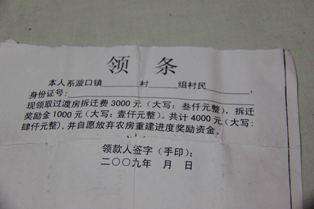 领 条
本人系渡口镇 村 组村民
身份证号:
现领取过渡房拆迁费3000元(大写:叁仟元整)、拆迁
奖励金1000元(大写:壹仟元整)。共计4000元(大写:
肆仟元整),并自愿放弃农房重建进度奖励资金。
领款人签字(手印):
二〇〇九年 月 日